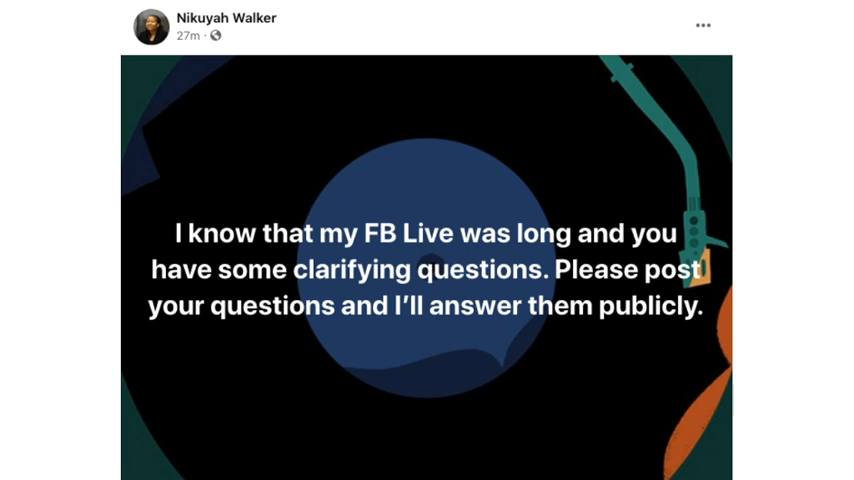 Nikuyah Walker
27m ·
I know that my FB Live was long and you
have some clarifying questions. Please post
your questions and I’ll answer them publicly.